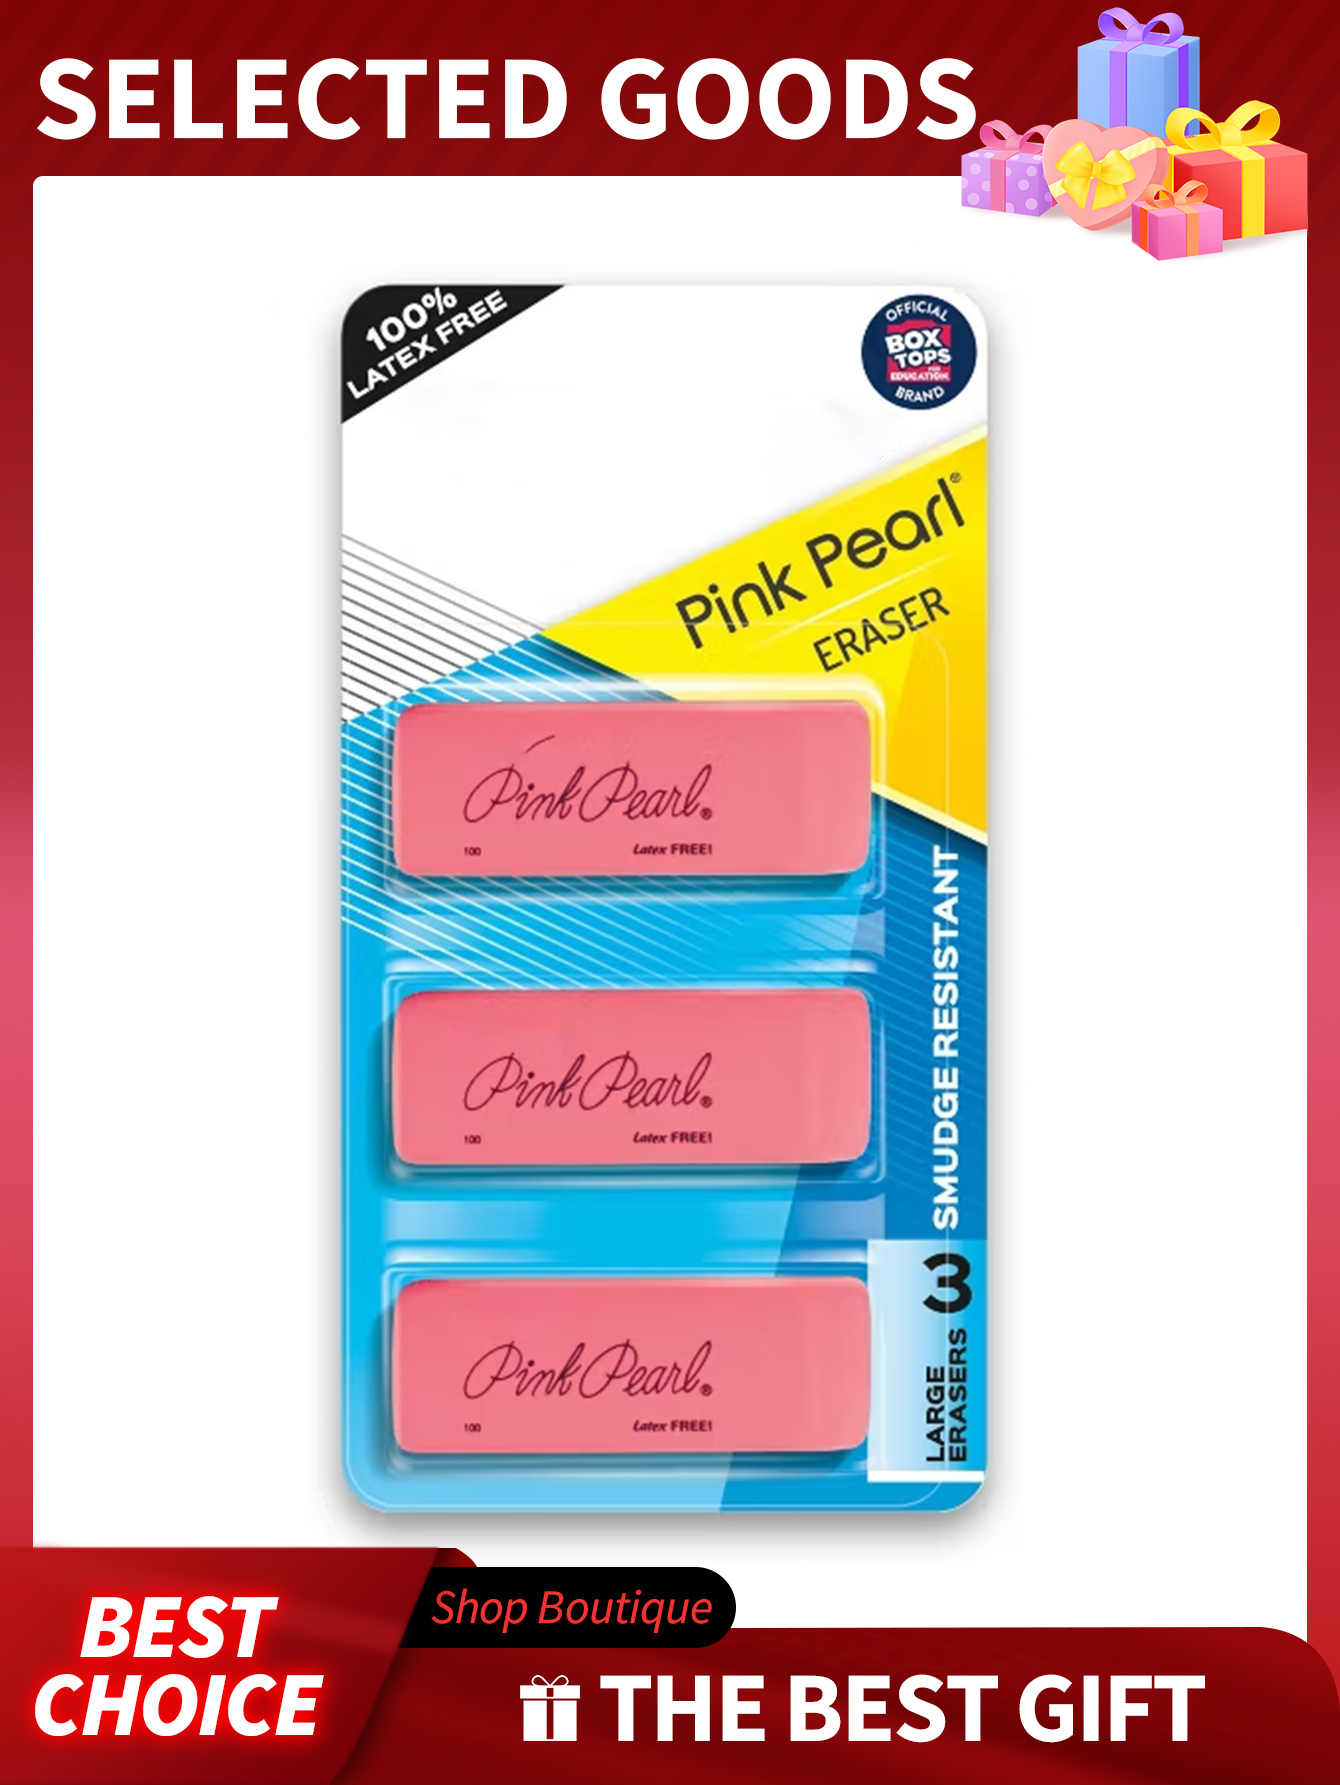 SELECTED GOODS
100%
LATEX FREE
OFFICIAL
BOX
TOPS
FOR
EDUCATION
BRAND
Pink Pearl®
ERASER
Pink Pearl®
100 Latex FREE!
SMUDGE RESISTANT
Pink Pearl®
100 Latex FREE!
3
LARGE
ERASERS
Pink Pearl®
100 Latex FREE!
BEST
CHOICE
Shop Boutique
THE BEST GIFT